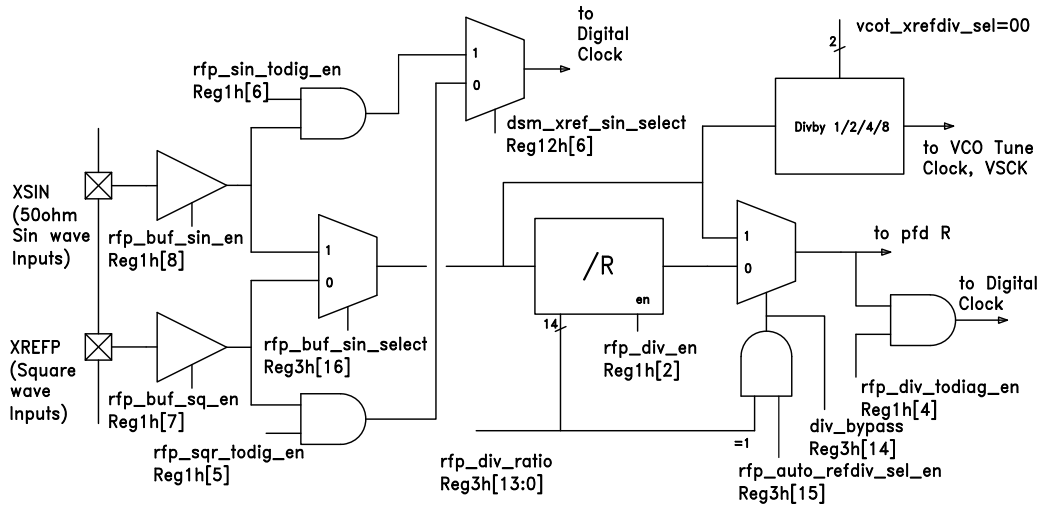 to
Digital
Clock
vcot_xrefdiv_sel=00
2
rfp_sin_todig_en
Reg1h[6]
1
0
dsm_xref_sin_select
Reg12h[6]
Divby 1/2/4/8
to VCO Tune
Clock, VSCK
XSIN
(50ohm
Sin wave
Inputs)
rfp_buf_sin_en
Reg1h[8]
1
0
rfp_buf_sin_select
Reg3h[16]
/R
en
14
rfp_div_en
Reg1h[2]
1
0
to pfd R
to Digital
Clock
rfp_div_todiag_en
Reg1h[4]
XREFP
(Square
wave
Inputs)
rfp_buf_sq_en
Reg1h[7]
rfp_sqr_todig_en
Reg1h[5]
rfp_div_ratio
Reg3h[13:0]
=1
div_bypass
Reg3h[14]
rfp_auto_refdiv_sel_en
Reg3h[15]